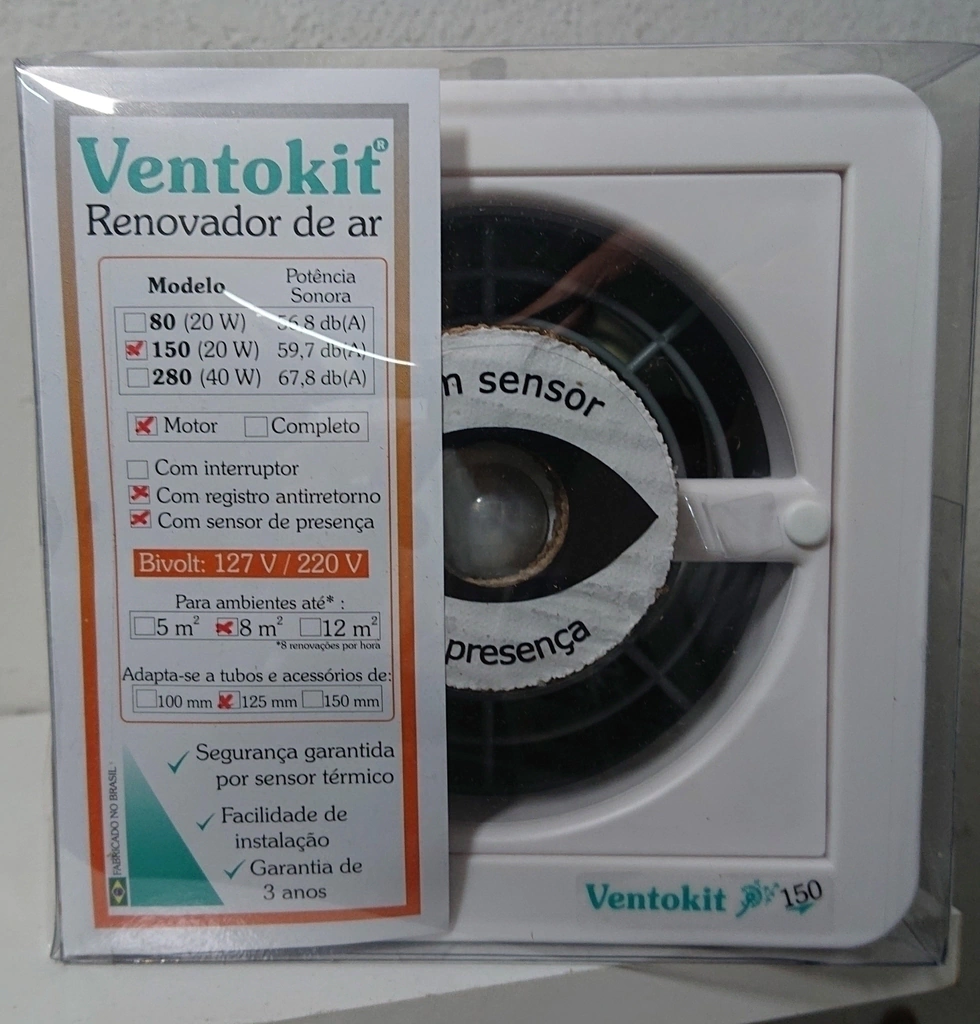 Ventokit®
Renovador de ar
Modelo
Potência
Sonora
80 (20 W) 56,8 db(A)
150 (20 W) 59,7 db(A)
280 (40 W) 67,8 db(A)
Motor Completo
Com interruptor
Com registro antirretorno
Com sensor de presença
Bivolt: 127 V / 220 V
Para ambientes até* :
5 m² 8 m² 12 m²
*8 renovações por hora
Adapta-se a tubos e acessórios de:
100 mm 125 mm 150 mm
Segurança garantida
por sensor térmico
Facilidade de
instalação
Garantia de
3 anos
FABRICADO NO BRASIL
m sensor
presença
Ventokit 150